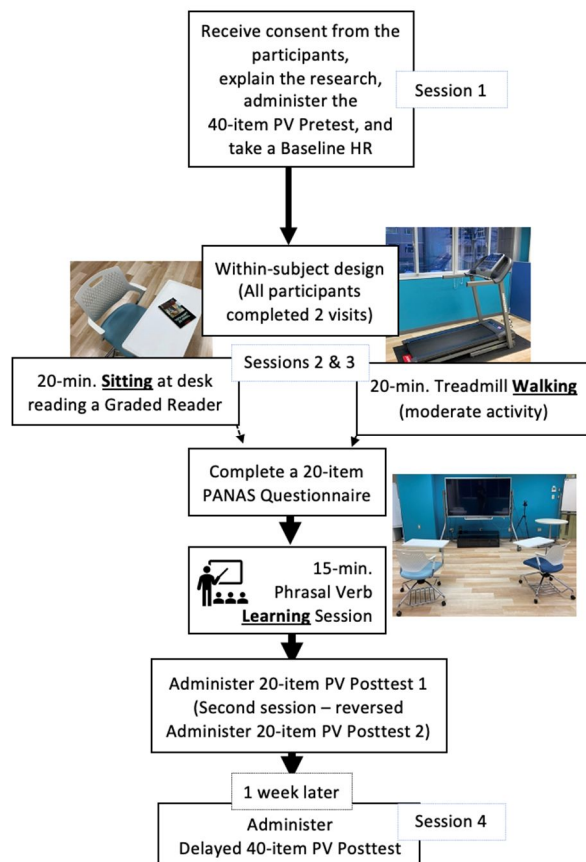 Receive consent from the
participants,
explain the research,
administer the
40-item PV Pretest, and
take a Baseline HR
Session 1
Within-subject design
(All participants
completed 2 visits)
Sessions 2 & 3
20-min. Sitting at desk
reading a Graded Reader
20-min. Treadmill Walking
(moderate activity)
Complete a 20-item
PANAS Questionnaire
15-min.
Phrasal Verb
Learning Session
Administer 20-item PV Posttest 1
(Second session – reversed
Administer 20-item PV Posttest 2)
1 week later
Administer
Delayed 40-item PV Posttest
Session 4